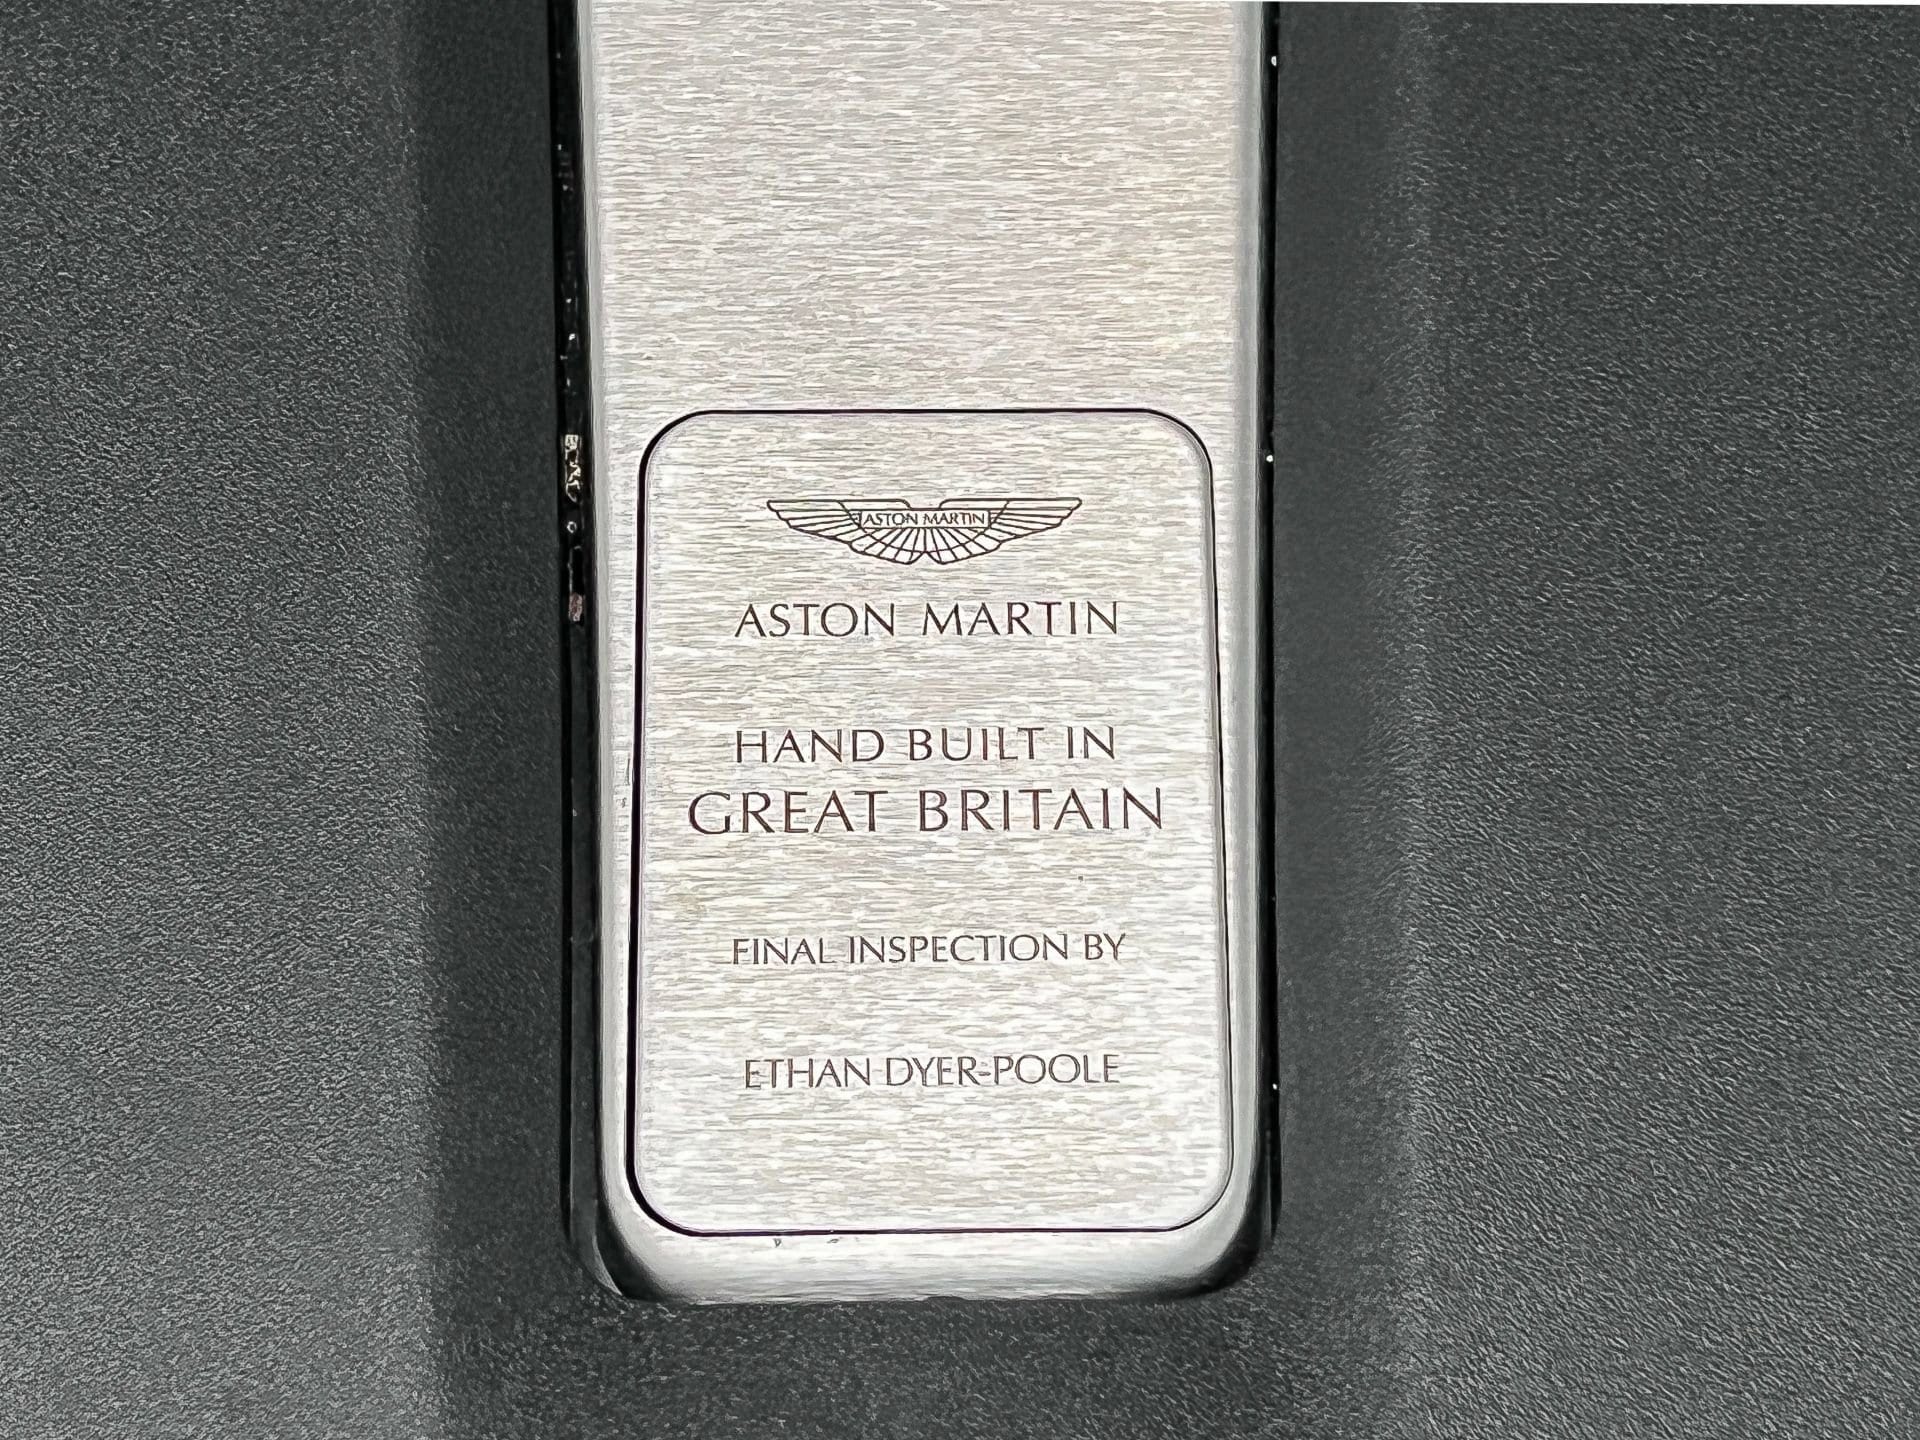 ASTON MARTIN
ASTON MARTIN
HAND BUILT IN
GREAT BRITAIN
FINAL INSPECTION BY
ETHAN DYER-POOLE